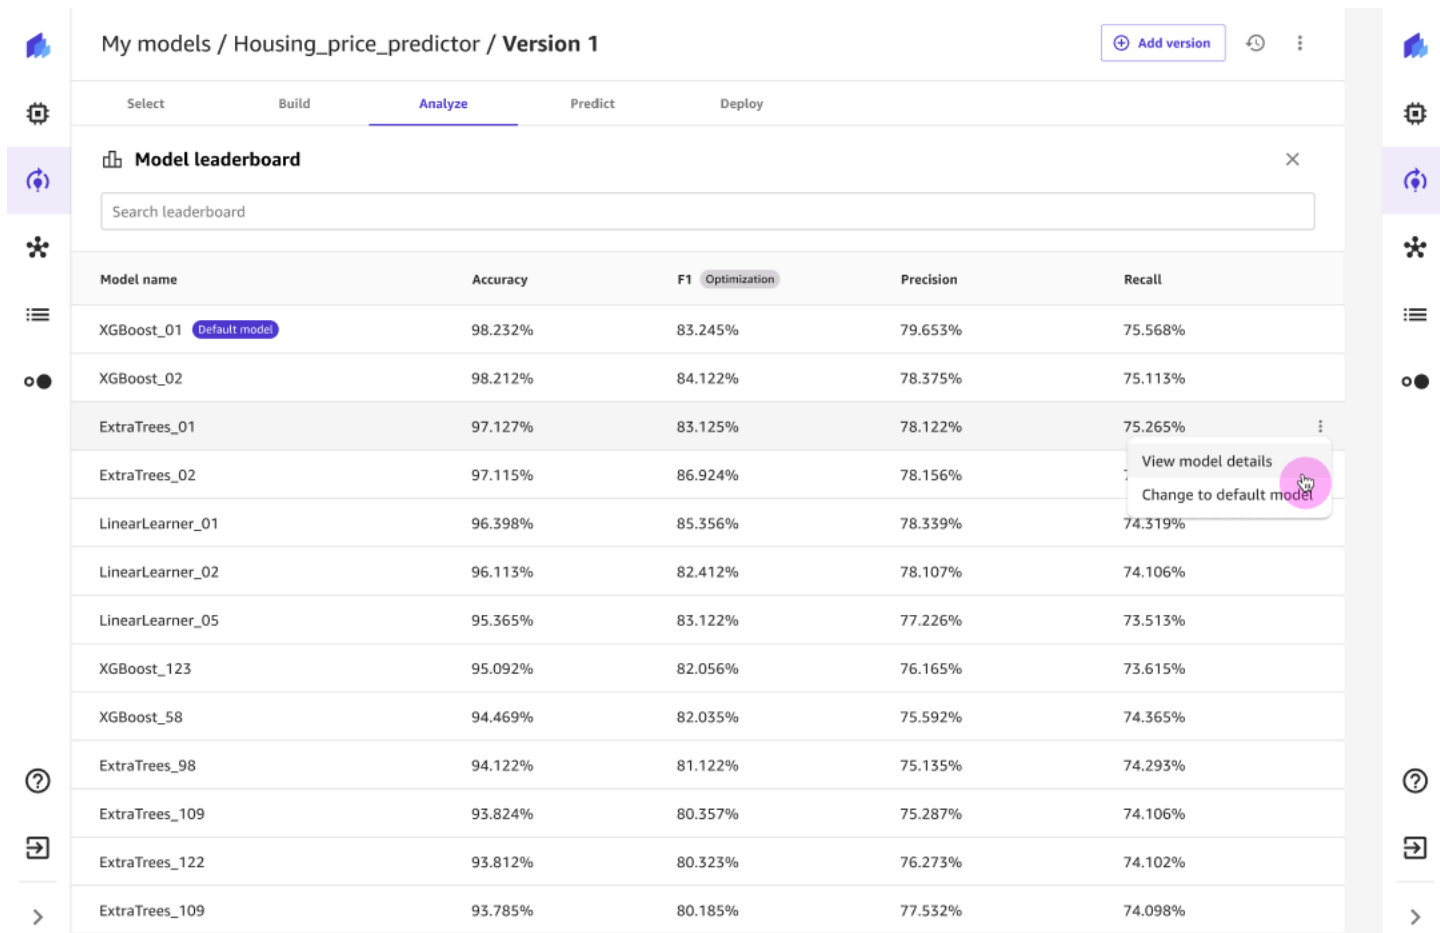 My models / Housing_price_predictor / Version 1
Add version
Select Build Analyze Predict Deploy
Model leaderboard
Search leaderboard
Model name Accuracy F1 Optimization Precision Recall
XGBoost_01 Default model 98.232% 83.245% 79.653% 75.568%
XGBoost_02 98.212% 84.122% 78.375% 75.113%
ExtraTrees_01 97.127% 83.125% 78.122% 75.265%
View model details
ExtraTrees_02 97.115% 86.924% 78.156%
Change to default model
LinearLearner_01 96.398% 85.356% 78.339% 74.319%
LinearLearner_02 96.113% 82.412% 78.107% 74.106%
LinearLearner_05 95.365% 83.122% 77.226% 73.513%
XGBoost_123 95.092% 82.056% 76.165% 73.615%
XGBoost_58 94.469% 82.035% 75.592% 74.365%
ExtraTrees_98 94.122% 81.122% 75.135% 74.293%
ExtraTrees_109 93.824% 80.357% 75.287% 74.106%
ExtraTrees_122 93.812% 80.323% 76.273% 74.102%
ExtraTrees_109 93.785% 80.185% 77.532% 74.098%